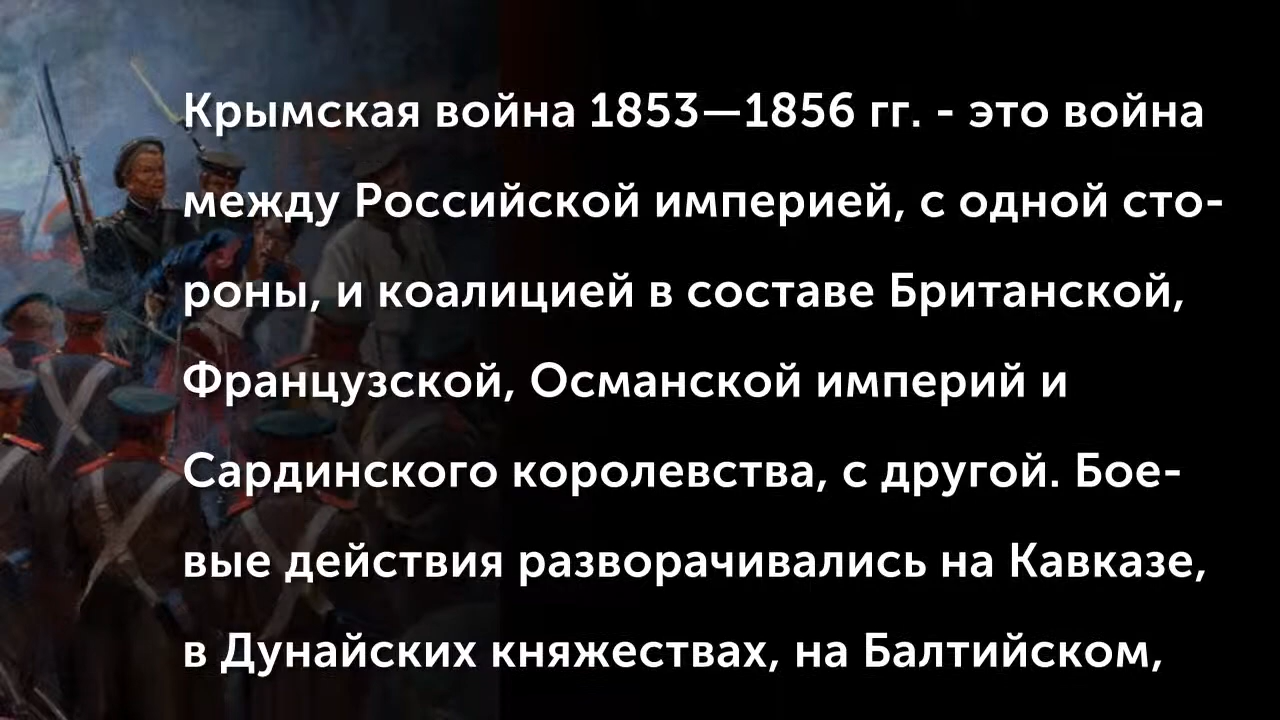 Крымская война 1853—1856 гг. - это война
между Российской империей, с одной сто-
роны, и коалицией в составе Британской,
Французской, Османской империй и
Сардинского королевства, с другой. Бое-
вые действия разворачивались на Кавказе,
в Дунайских княжествах, на Балтийском,